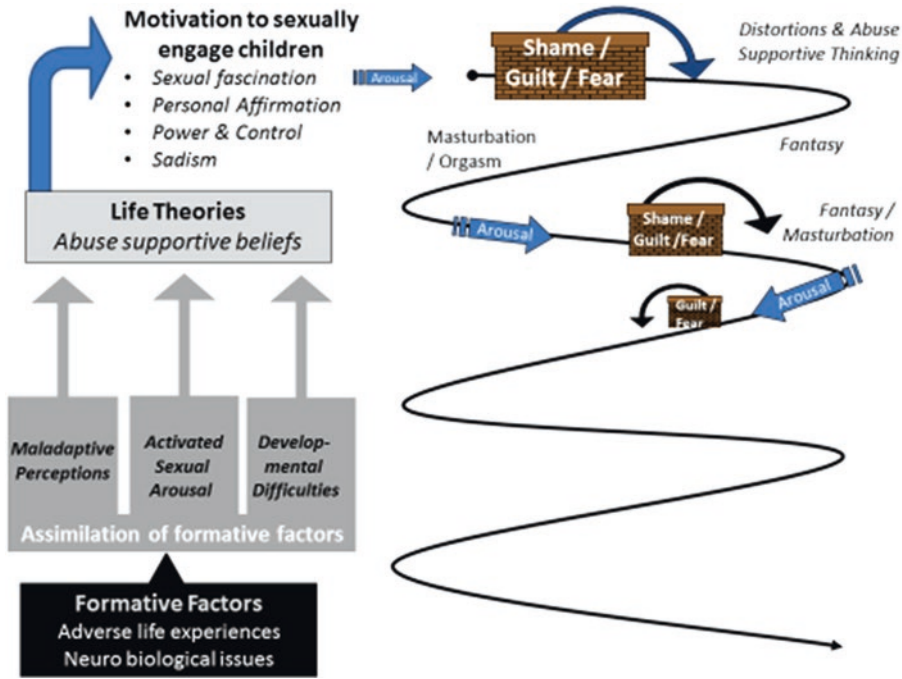 Motivation to sexually
engage children
• Sexual fascination
• Personal Affirmation
• Power & Control
• Sadism
Arousal
Shame /
Guilt / Fear
Distortions & Abuse
Supportive Thinking
Masturbation
/ Orgasm
Fantasy
Life Theories
Abuse supportive beliefs
Arousal
Shame /
Guilt /Fear
Fantasy /
Masturbation
Arousal
Guilt /
Fear
Maladaptive
Perceptions
Activated
Sexual
Arousal
Develop-
mental
Difficulties
Assimilation of formative factors
Formative Factors
Adverse life experiences
Neuro biological issues